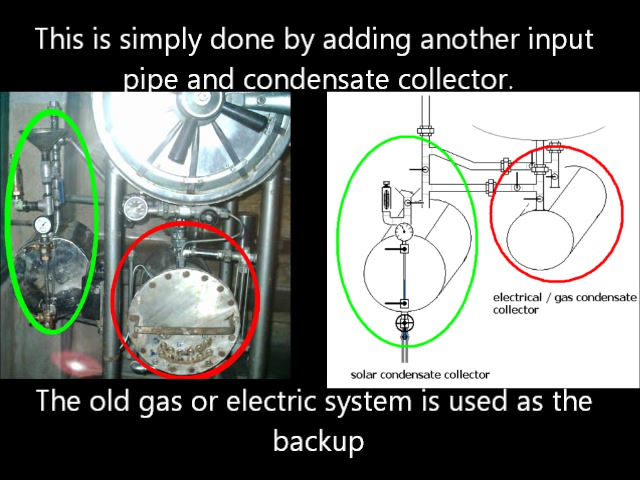 This is simply done by adding another input
pipe and condensate collector.
electrical / gas condensate
collector
solar condensate collector
The old gas or electric system is used as the
backup